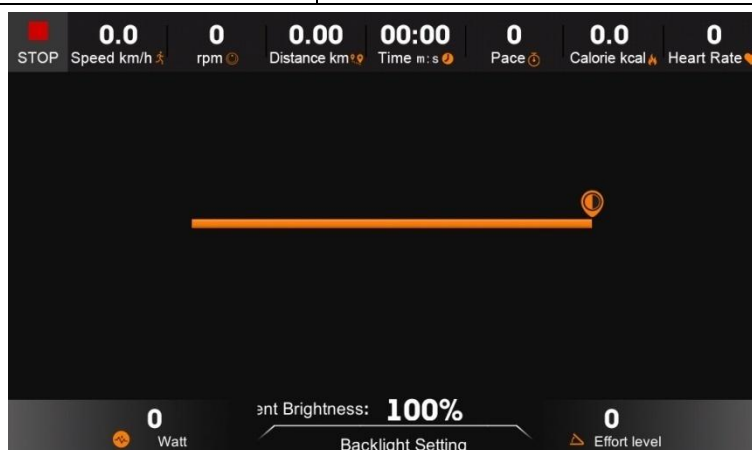 0.0 0 0.00 00:00 0 0.0 0
STOP Speed km/h rpm Distance km Time m:s Pace Calorie kcal Heart Rate
Brightness: 100%
0 0
Watt Effort level
Backlight Setting